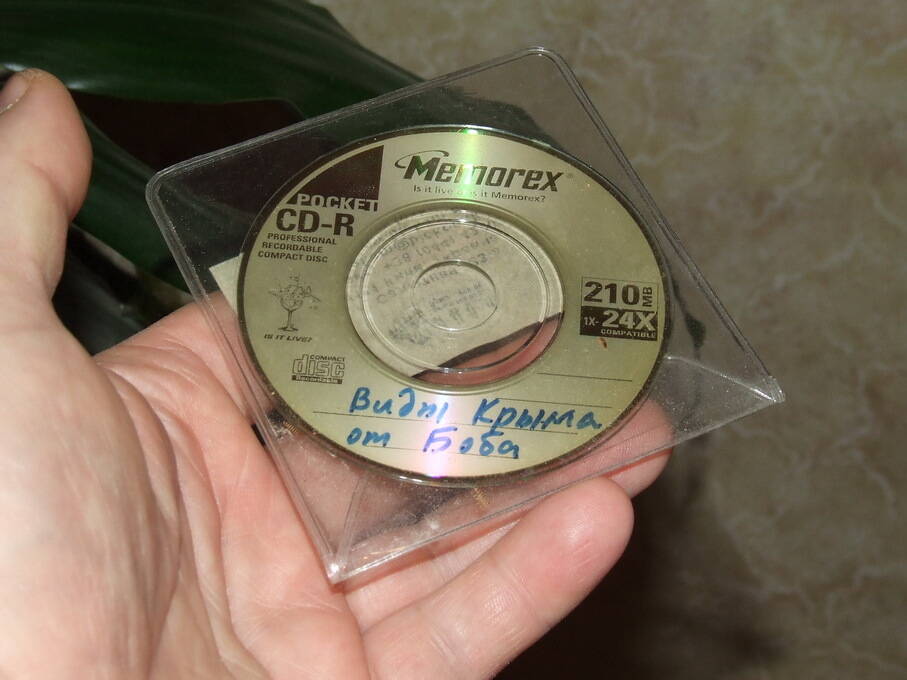 Memorex
Is it live or is it Memorex?
POCKET
CD-R
PROFESSIONAL
RECORDABLE
COMPACT DISC
IS IT LIVE?
COMPACT
disc
Recordable
210 MB
1X-24X
COMPATIBLE
Виды Крыма
от Боба